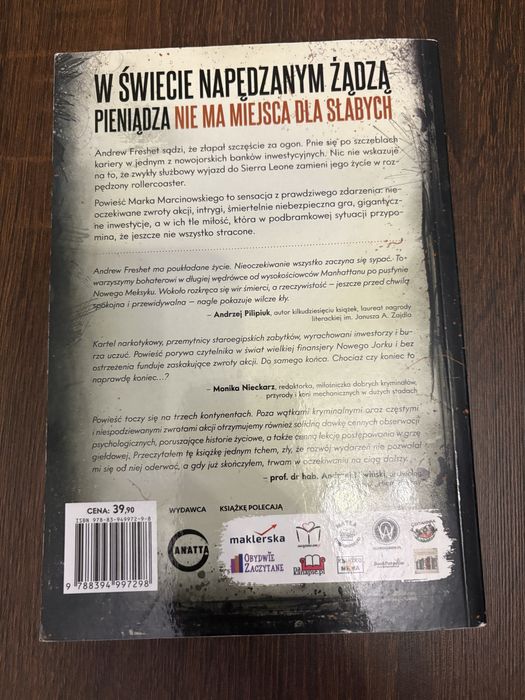 W ŚWIECIE NAPĘDZANYM ŻĄDZĄ
PIENIĄDZA NIE MA MIEJSCA DLA SŁABYCH
Andrew Freshet sądzi, że złapał szczęście za ogon. Pnie się po szczeblach
kariery w jednym z nowojorskich banków inwestycyjnych. Nic nie wskazuje
na to, że zwykły służbowy wyjazd do Sierra Leone zamieni jego życie w roz-
pędzony rollercoaster.
Powieść Marka Marcinowskiego to sensacja z prawdziwego zdarzenia: nie-
oczekiwane zwroty akcji, intrygi, śmiertelnie niebezpieczna gra, gigantycz-
ne inwestycje, a w ich tle miłość, która w podbramkowej sytuacji przypo-
mina, że jeszcze nie wszystko stracone.
Andrew Freshet ma poukładane życie. Nieoczekiwanie wszystko zaczyna się sypać. To-
warzyszymy bohaterowi w długiej wędrówce od wysokościowców Manhattanu po pustynie
Nowego Meksyku. Wokoło rozkręca się wir śmierci, a rzeczywistość – jeszcze przed chwilą
spokojna i przewidywalna – nagle pokazuje wilcze kły.
– Andrzej Pilipiuk, autor kilkudziesięciu książek, laureat nagrody
literackiej im. Janusza A. Zajdla
Kartel narkotykowy, przemytnicy staroegipskich zabytków, wyrachowani inwestorzy i bu-
rza uczuć. Powieść porywa czytelnika w świat wielkiej finansjery Nowego Jorku i bez
ostrzeżenia funduje zaskakujące zwroty akcji. Do samego końca. Chociaż czy koniec to
naprawdę koniec...?
– Monika Nieckarz, redaktorka, miłośniczka dobrych kryminałów,
przyrody i koni mechanicznych w dużych stadach
Powieść toczy się na trzech kontynentach. Poza wątkami kryminalnymi oraz częstymi
i niespodziewanymi zwrotami akcji otrzymujemy również solidną dawkę cennych obserwacji
psychologicznych, poruszające historie życiowe, a także cenną lekcję postępowania w grze
giełdowej. Przeczytałem tę książkę jednym tchem, zły, że rozwój wydarzeń nie pozwolał
mi się od niej oderwać, a gdy już skończyłem, trwam w oczekiwaniu na ciąg dalszy.
– prof. dr hab.
CENA: 39,90
WYDAWCA
KSIĄŻKĘ POLECAJĄ
ISBN 978-83-949972-9-8
9 788394 997298
ANATTA
maklerska
OBYDWIE
ZACZYTANE
kanapie.pl